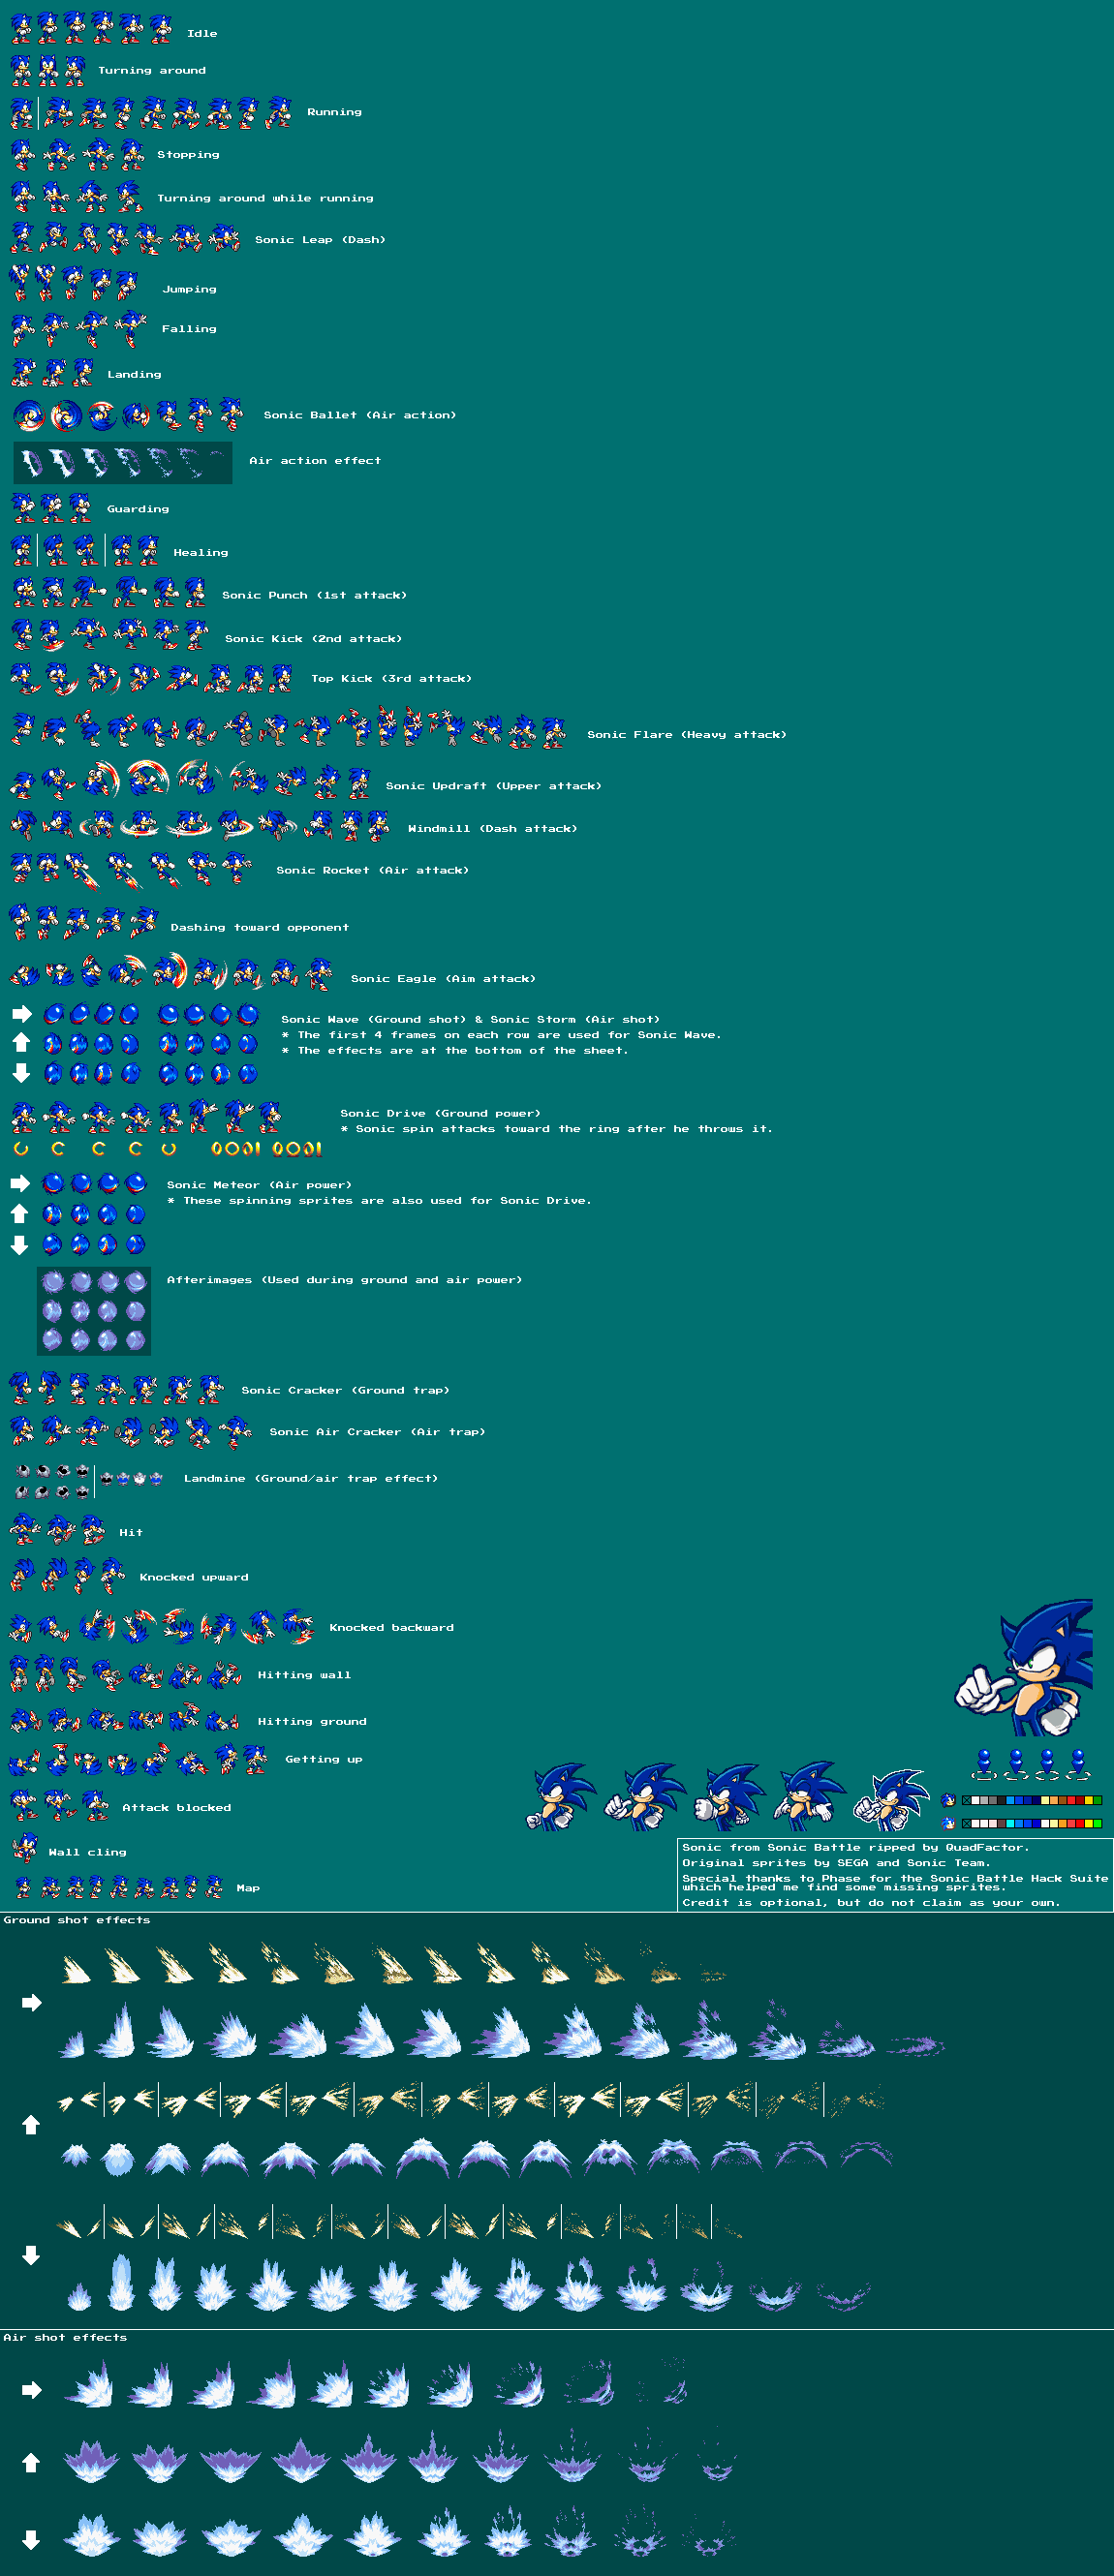 Idle
Turning around
Running
Stopping
Turning around while running
Sonic Leap (Dash)
Jumping
Falling
Landing
Sonic Ballet (Air action)
Air action effect
Guarding
Healing
Sonic Punch (1st attack)
Sonic Kick (2nd attack)
Top Kick (3rd attack)
Sonic Flare (Heavy attack)
Sonic Updraft (Upper attack)
Windmill (Dash attack)
Sonic Rocket (Air attack)
Dashing toward opponent
Sonic Eagle (Aim attack)
Sonic Wave (Ground shot) & Sonic Storm (Air shot)
* The first 4 frames on each row are used for Sonic Wave.
* The effects are at the bottom of the sheet.
Sonic Drive (Ground power)
* Sonic spin attacks toward the ring after he throws it.
Sonic Meteor (Air power)
* These spinning sprites are also used for Sonic Drive.
Afterimages (Used during ground and air power)
Sonic Cracker (Ground trap)
Sonic Air Cracker (Air trap)
Landmine (Ground/air trap effect)
Hit
Knocked upward
Knocked backward
Hitting wall
Hitting ground
Getting up
Attack blocked
Wall cling
Map
Sonic from Sonic Battle ripped by QuadFactor.
Original sprites by SEGA and Sonic Team.
Special thanks to Phase for the Sonic Battle Hack Suite
which helped me find some missing sprites.
Credit is optional, but do not claim as your own.
Ground shot effects
Air shot effects